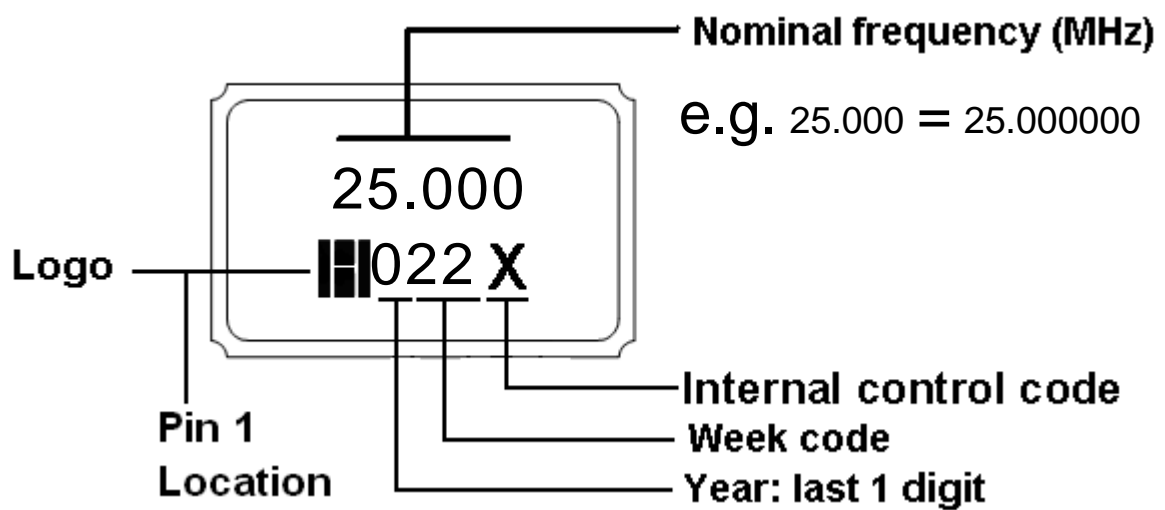 Nominal frequency (MHz)
e.g. 25.000 = 25.000000
25.000
Logo
022 X
Internal control code
Pin 1
Week code
Location
Year: last 1 digit